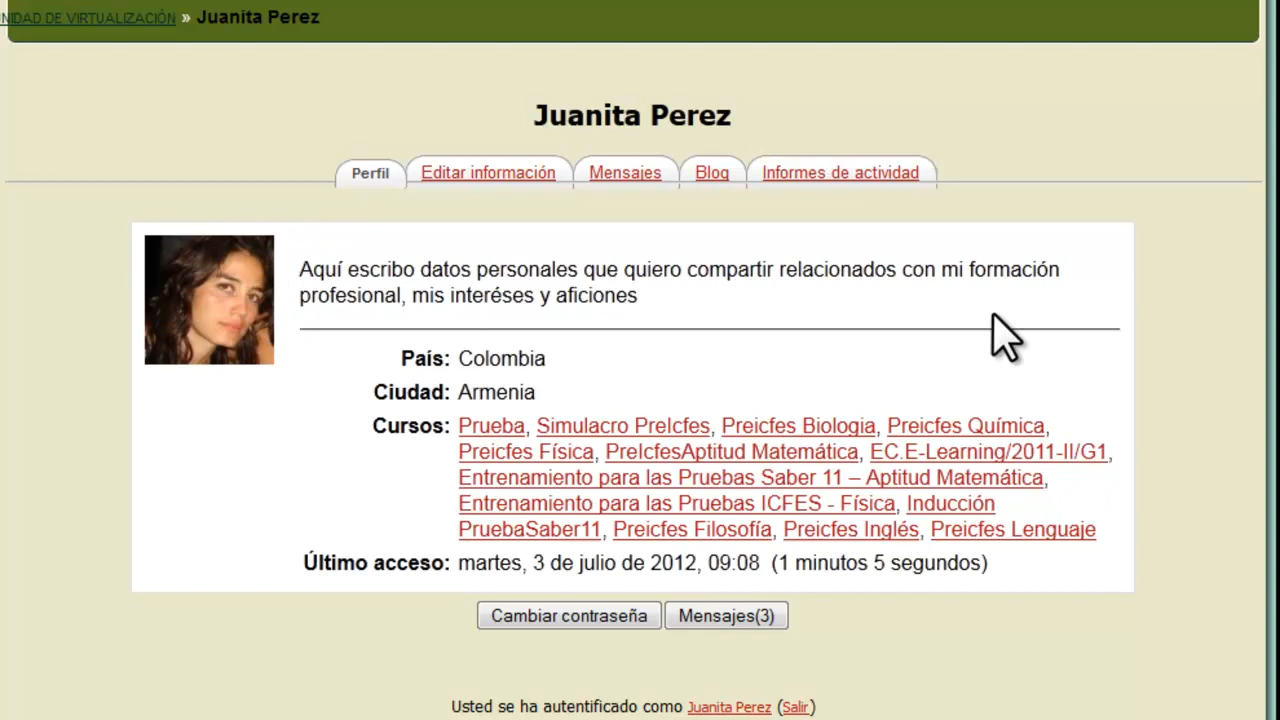 NIDAD DE VIRTUALIZACIÓN » Juanita Perez
Juanita Perez
Perfil Editar información Mensajes Blog Informes de actividad
Aquí escribo datos personales que quiero compartir relacionados con mi formación
profesional, mis interéses y aficiones
País: Colombia
Ciudad: Armenia
Cursos: Prueba, Simulacro PreIcfes, Preicfes Biologia, Preicfes Química,
Preicfes Física, PreIcfesAptitud Matemática, EC.E-Learning/2011-II/G1,
Entrenamiento para las Pruebas Saber 11 – Aptitud Matemática,
Entrenamiento para las Pruebas ICFES - Física, Inducción
PruebaSaber11, Preicfes Filosofía, Preicfes Inglés, Preicfes Lenguaje
Último acceso: martes, 3 de julio de 2012, 09:08 (1 minutos 5 segundos)
Cambiar contraseña Mensajes(3)
Usted se ha autentificado como Juanita Perez (Salir)